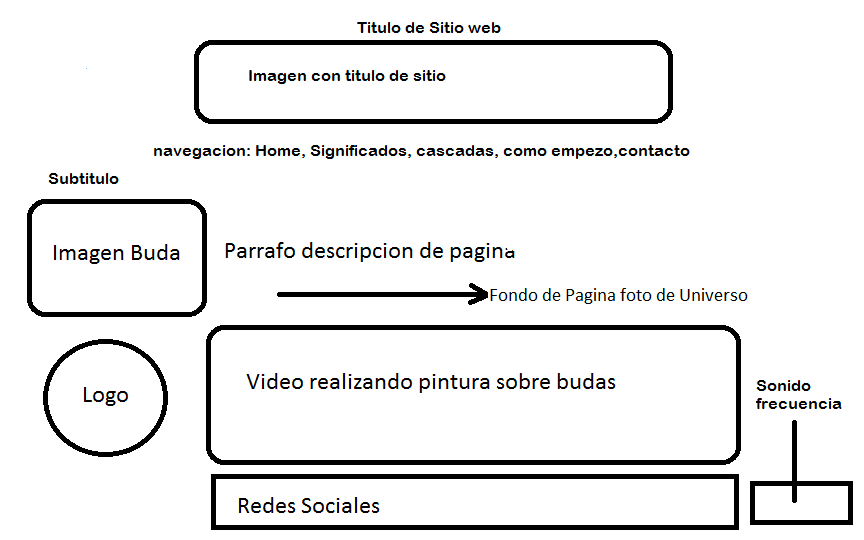 Titulo de Sitio web
Imagen con titulo de sitio
navegacion: Home, Significados, cascadas, como empezo,contacto
Subtitulo
Imagen Buda
Parrafo descripcion de pagina
Fondo de Pagina foto de Universo
Logo
Video realizando pintura sobre budas
Sonido
frecuencia
Redes Sociales